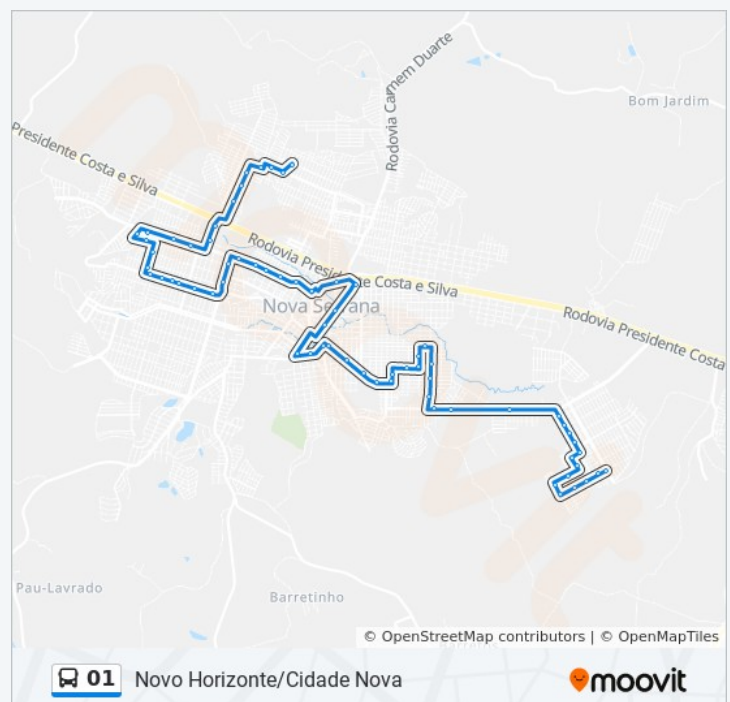 Rodovia Carmem Duarte
Bom Jardim
Presidente Costa e Silva
Rodovia Presidente Costa e Silva
Nova Serrana
Rodovia Presidente Costa
Pau-Lavrado
Barretinho
© OpenStreetMap contributors | © OpenMapTiles
01 Novo Horizonte/Cidade Nova
moovit